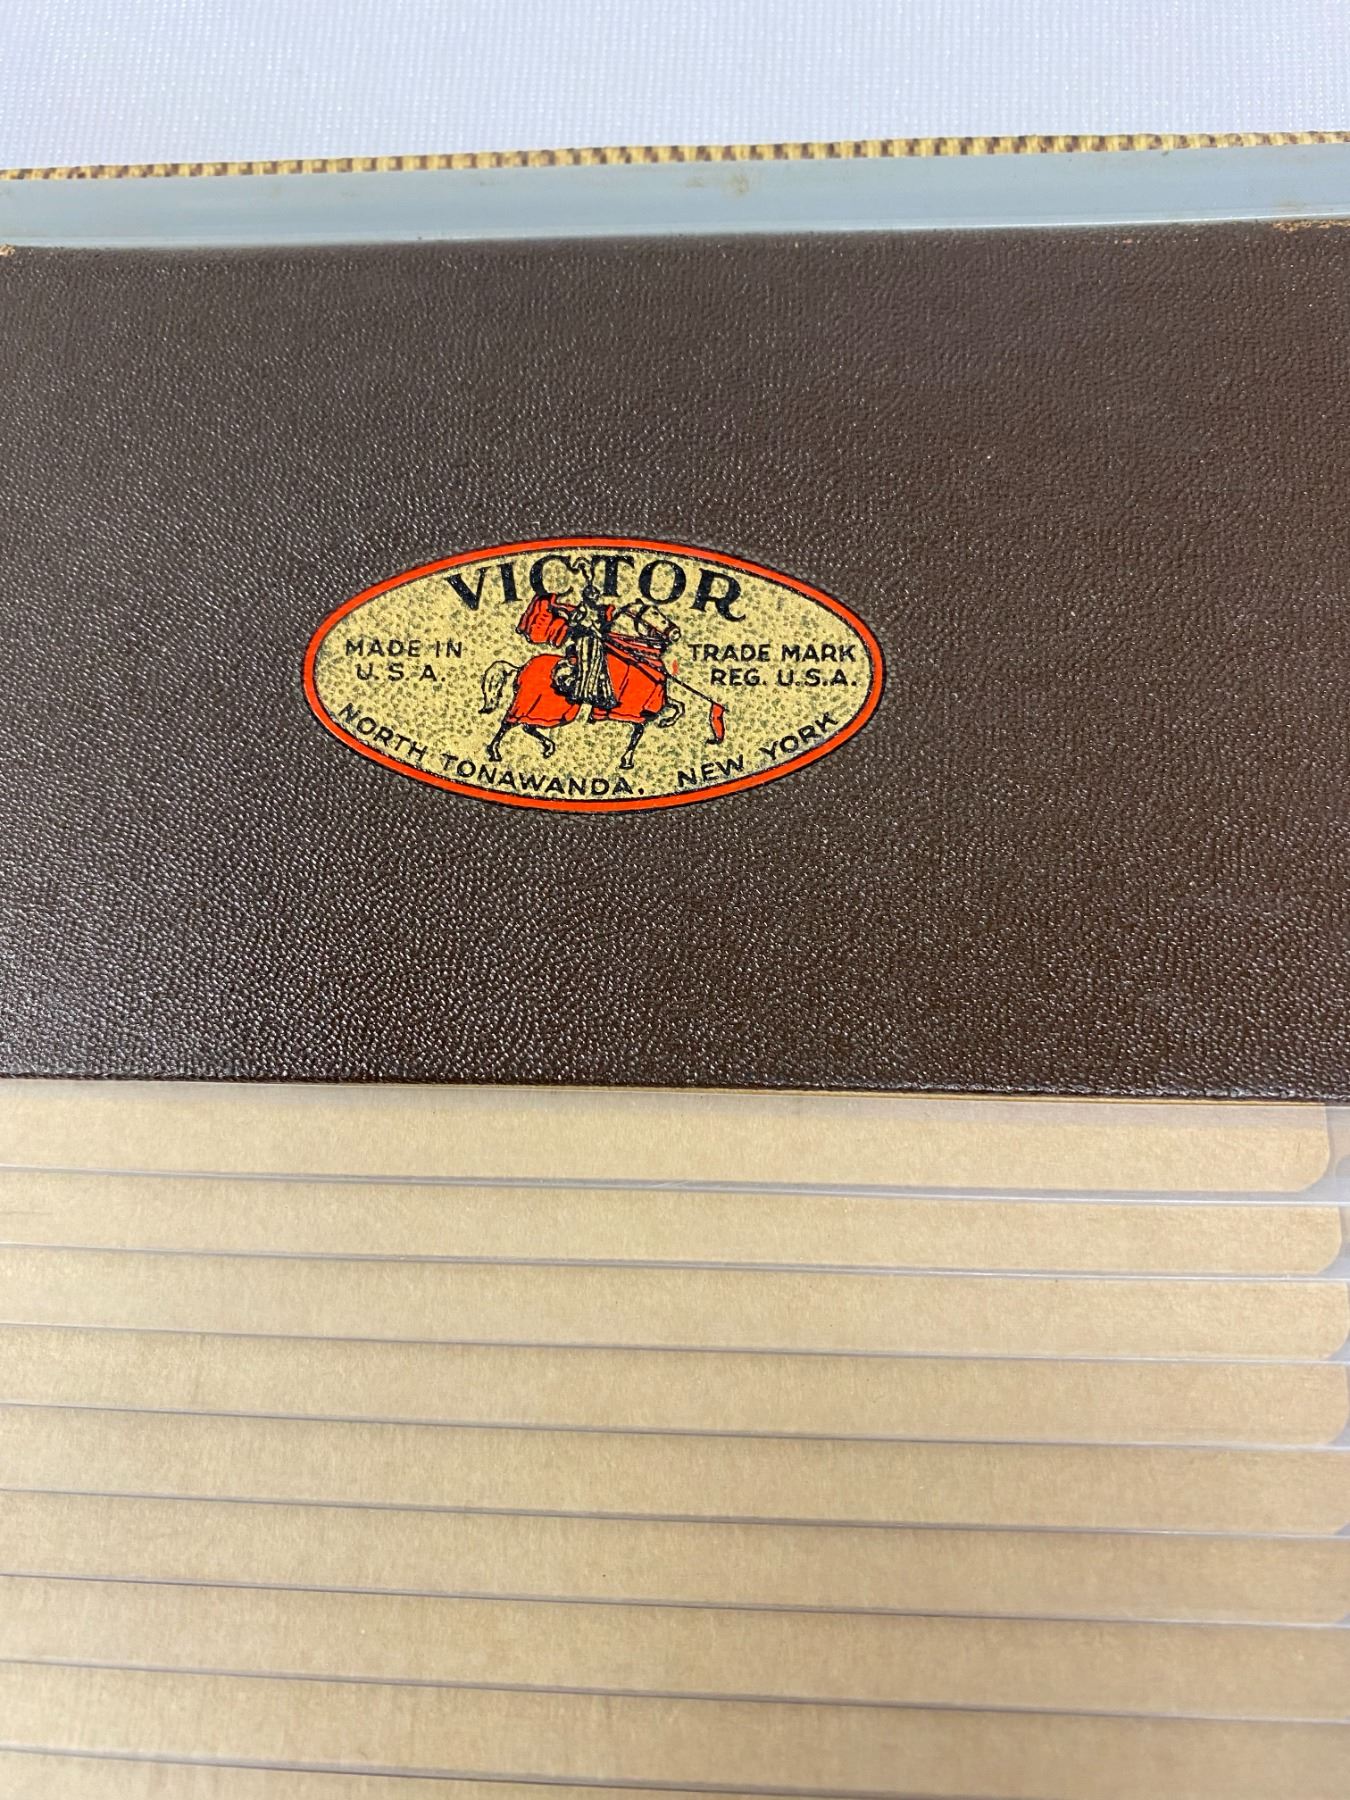 VICTOR
MADE IN
U.S.A.
TRADE MARK
REG. U.S.A.
NORTH TONAWANDA, NEW YORK